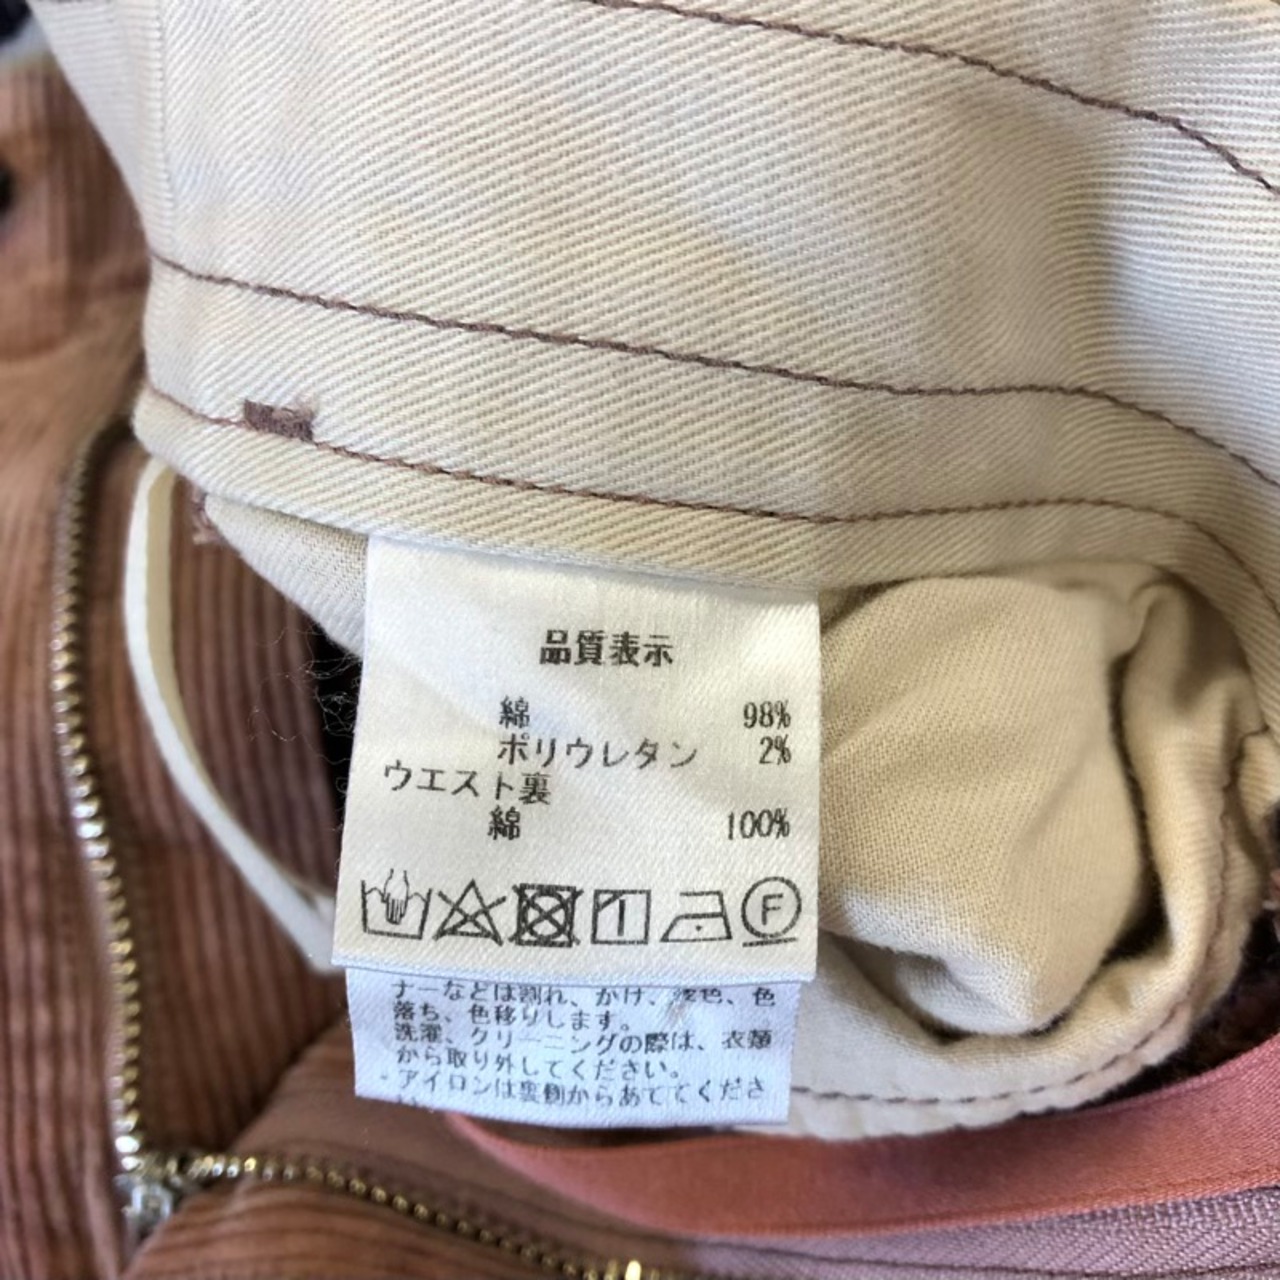 品質表示
綿 98%
ポリウレタン 2%
ウエスト裏
綿 100%
F
ナーなどは割れ、かけ、変色、色
落ち、色移りします。
洗濯、クリーニングの際は、衣類
から取り外してください。
・アイロンは裏側からあててくださ